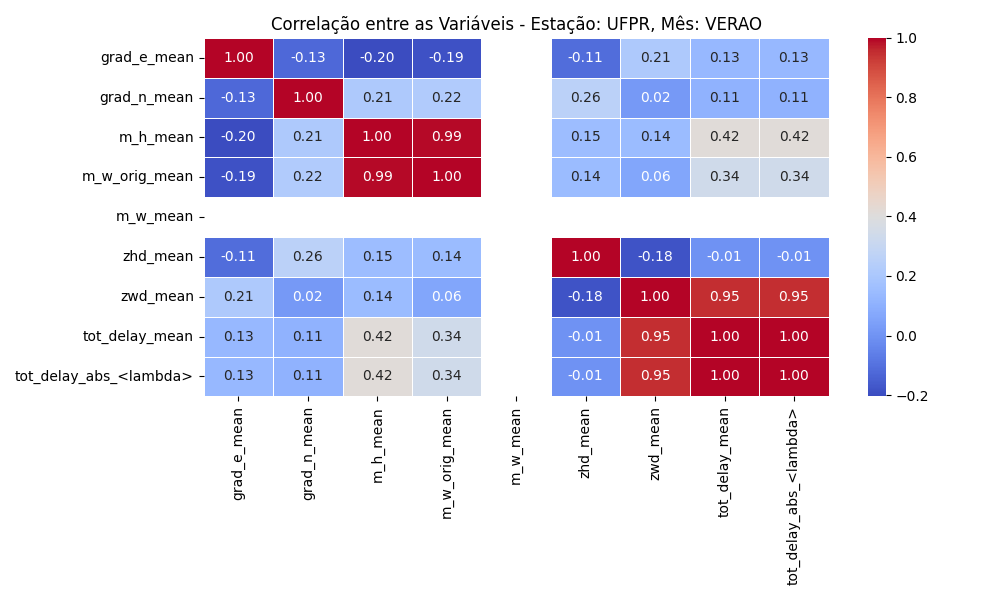 Correlação entre as Variáveis - Estação: UFPR, Mês: VERAO
grad_e_mean 1.00 -0.13 -0.20 -0.19 -0.11 0.21 0.13 0.13
grad_n_mean -0.13 1.00 0.21 0.22 0.26 0.02 0.11 0.11
m_h_mean -0.20 0.21 1.00 0.99 0.15 0.14 0.42 0.42
m_w_orig_mean -0.19 0.22 0.99 1.00 0.14 0.06 0.34 0.34
m_w_mean
zhd_mean -0.11 0.26 0.15 0.14 1.00 -0.18 -0.01 -0.01
zwd_mean 0.21 0.02 0.14 0.06 -0.18 1.00 0.95 0.95
tot_delay_mean 0.13 0.11 0.42 0.34 -0.01 0.95 1.00 1.00
tot_delay_abs_<lambda> 0.13 0.11 0.42 0.34 -0.01 0.95 1.00 1.00
grad_e_mean
grad_n_mean
m_h_mean
m_w_orig_mean
m_w_mean
zhd_mean
zwd_mean
tot_delay_mean
tot_delay_abs_<lambda>
1.0
0.8
0.6
0.4
0.2
0.0
−0.2